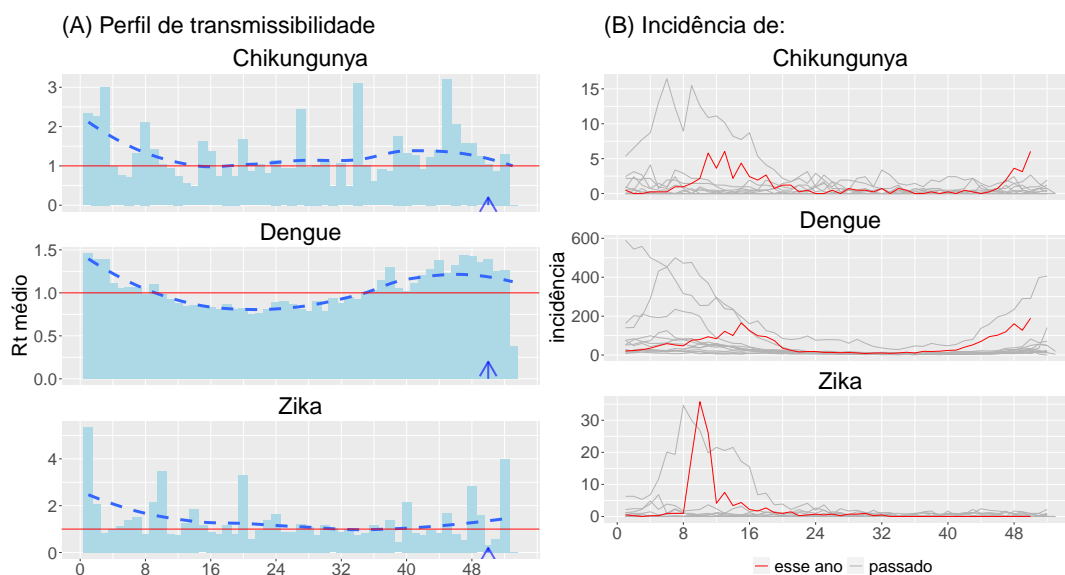 (A) Perfil de transmissibilidade
Chikungunya
3
2
1
0
Dengue
1.5
1.0
0.5
0.0
Rt médio
Zika
4
2
0
0 8 16 24 32 40 48
(B) Incidência de:
Chikungunya
15
10
5
0
Dengue
600
400
200
0
incidência
Zika
30
20
10
0
0 8 16 24 32 40 48
esse ano passado